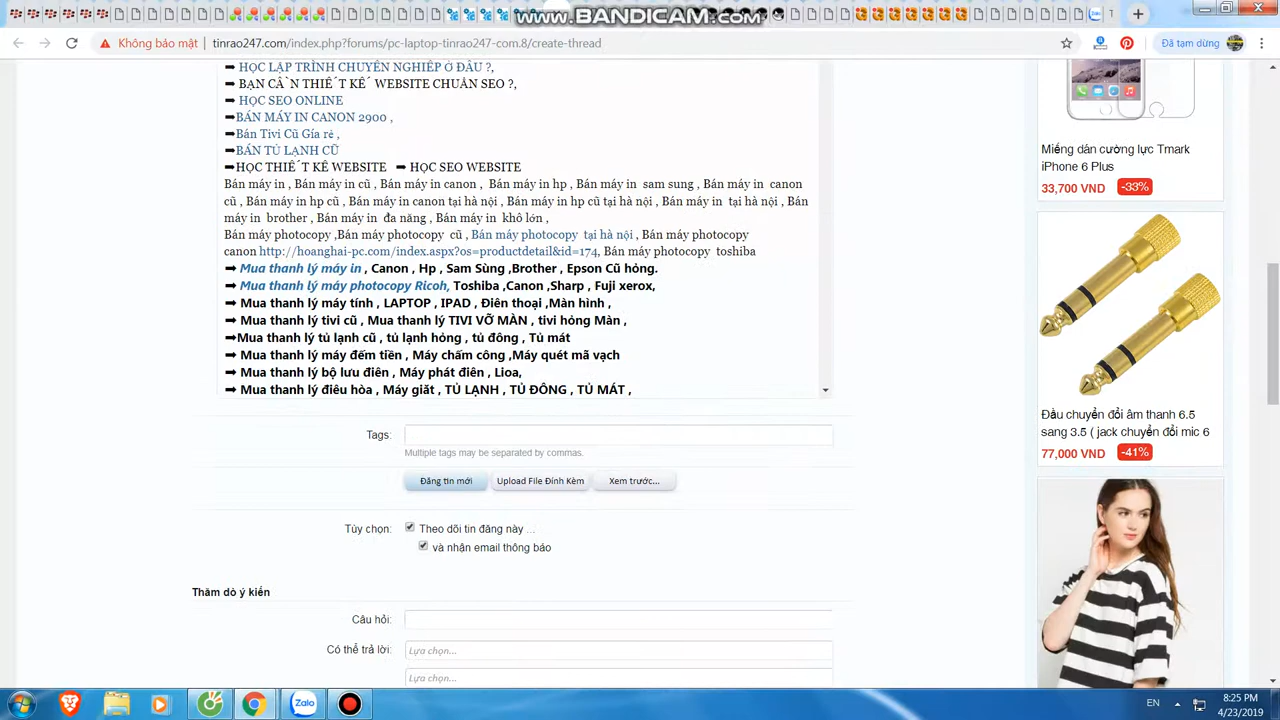 www.BANDICAM.com
Không bảo mật
tinrao247.com/index.php?forums/pc-laptop-tinrao247-com.8/create-thread
Đã tạm dừng
➡ HỌC LẬP TRÌNH CHUYÊN NGHIỆP Ở ĐÂU ?,
➡ BẠN CẦN THIẾT KẾ WEBSITE CHUẨN SEO ?,
➡ HỌC SEO ONLINE
➡BÁN MÁY IN CANON 2900 ,
➡Bán Tivi Cũ Gía rẻ ,
➡BÁN TỦ LẠNH CŨ
➡HỌC THIẾT KẾ WEBSITE ➡ HỌC SEO WEBSITE
Bán máy in , Bán máy in cũ , Bán máy in canon , Bán máy in hp , Bán máy in sam sung , Bán máy in canon
cũ , Bán máy in hp cũ , Bán máy in canon tại hà nội , Bán máy in hp cũ tại hà nội , Bán máy in tại hà nội , Bán
máy in brother , Bán máy in đa năng , Bán máy in khổ lớn ,
Bán máy photocopy ,Bán máy photocopy cũ , Bán máy photocopy tại hà nội , Bán máy photocopy
canon http://hoanghai-pc.com/index.aspx?os=productdetail&id=174, Bán máy photocopy toshiba
➡ Mua thanh lý máy in , Canon , Hp , Sam Sùng ,Brother , Epson Cũ hỏng.
➡ Mua thanh lý máy photocopy Ricoh, Toshiba ,Canon ,Sharp , Fuji xerox,
➡ Mua thanh lý máy tính , LAPTOP , IPAD , Điện thoại ,Màn hình ,
➡ Mua thanh lý tivi cũ , Mua thanh lý TIVI VỠ MÀN , tivi hỏng Màn ,
➡Mua thanh lý tủ lạnh cũ , tủ lạnh hỏng , tủ đông , Tủ mát
➡ Mua thanh lý máy đếm tiền , Máy chấm công ,Máy quét mã vạch
➡ Mua thanh lý bộ lưu điện , Máy phát điện , Lioa,
➡ Mua thanh lý điều hòa , Máy giặt , TỦ LẠNH , TỦ ĐÔNG , TỦ MÁT ,
Tags:
Multiple tags may be separated by commas.
Đăng tin mới
Upload File Đính Kèm
Xem trước...
Tùy chọn:
Theo dõi tin đăng này ...
và nhận email thông báo
Thăm dò ý kiến
Câu hỏi:
Có thể trả lời:
Lựa chọn...
Lựa chọn...
Miếng dán cường lực Tmark
iPhone 6 Plus
33,700 VND
-33%
Đầu chuyển đổi âm thanh 6.5
sang 3.5 ( jack chuyển đổi mic 6
77,000 VND
-41%
Zalo
EN
8:25 PM
4/23/2019